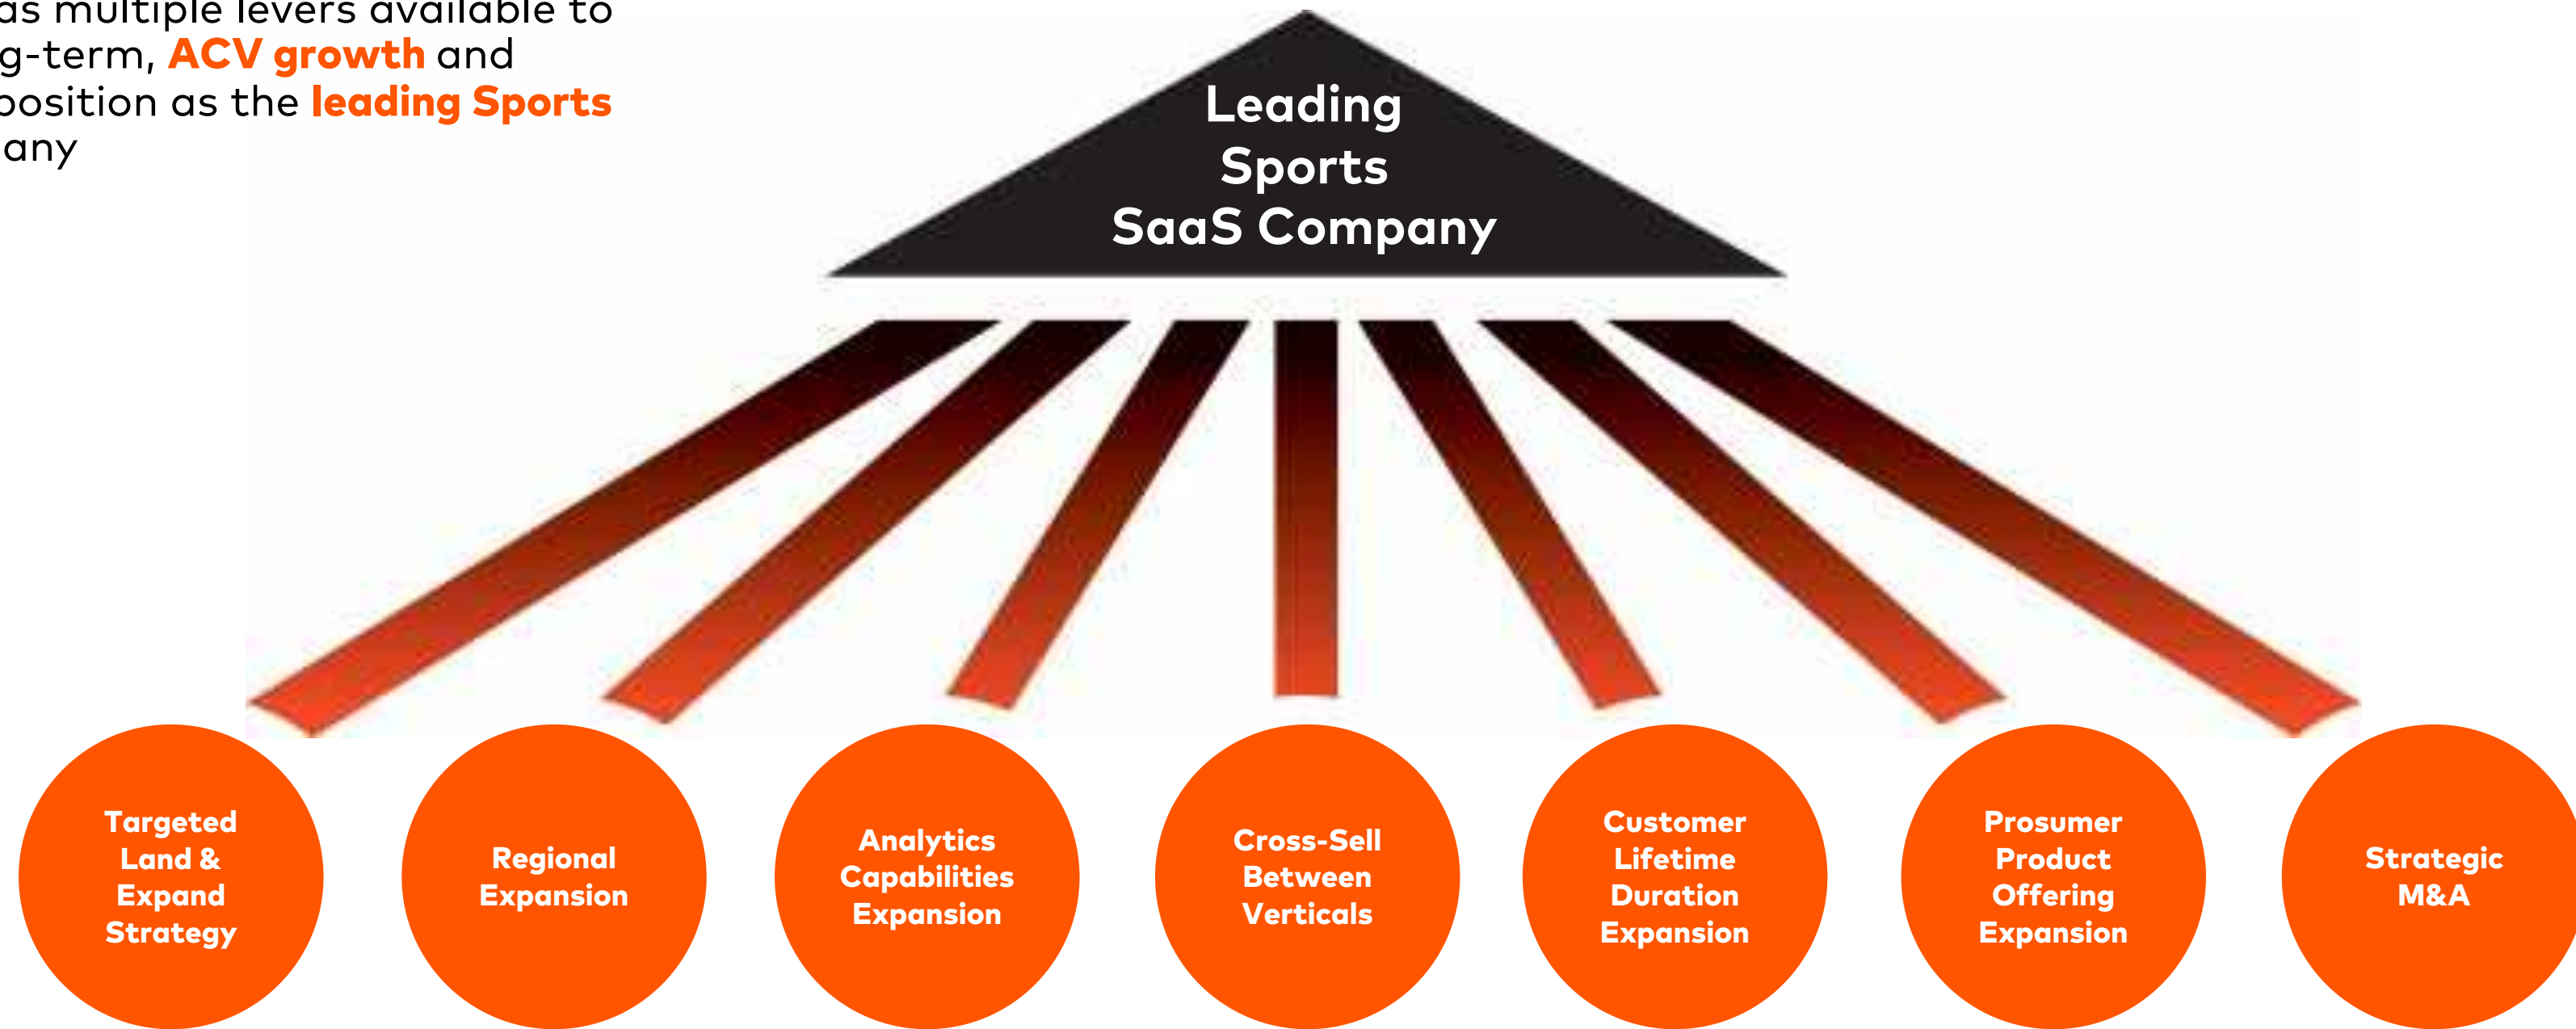 as multiple levers available to
g-term, ACV growth and
position as the leading Sports
any
Leading
Sports
SaaS Company
Targeted
Land &
Expand
Strategy
Regional
Expansion
Analytics
Capabilities
Expansion
Cross-Sell
Between
Verticals
Customer
Lifetime
Duration
Expansion
Prosumer
Product
Offering
Expansion
Strategic
M&A